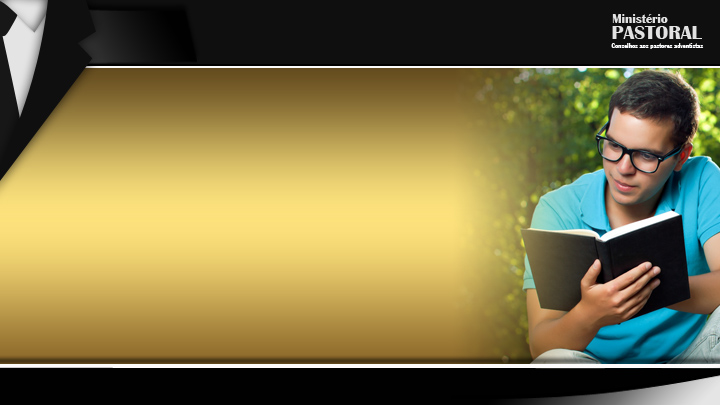 Ministério
PASTORAL
Conselhos aos pastores adventistas